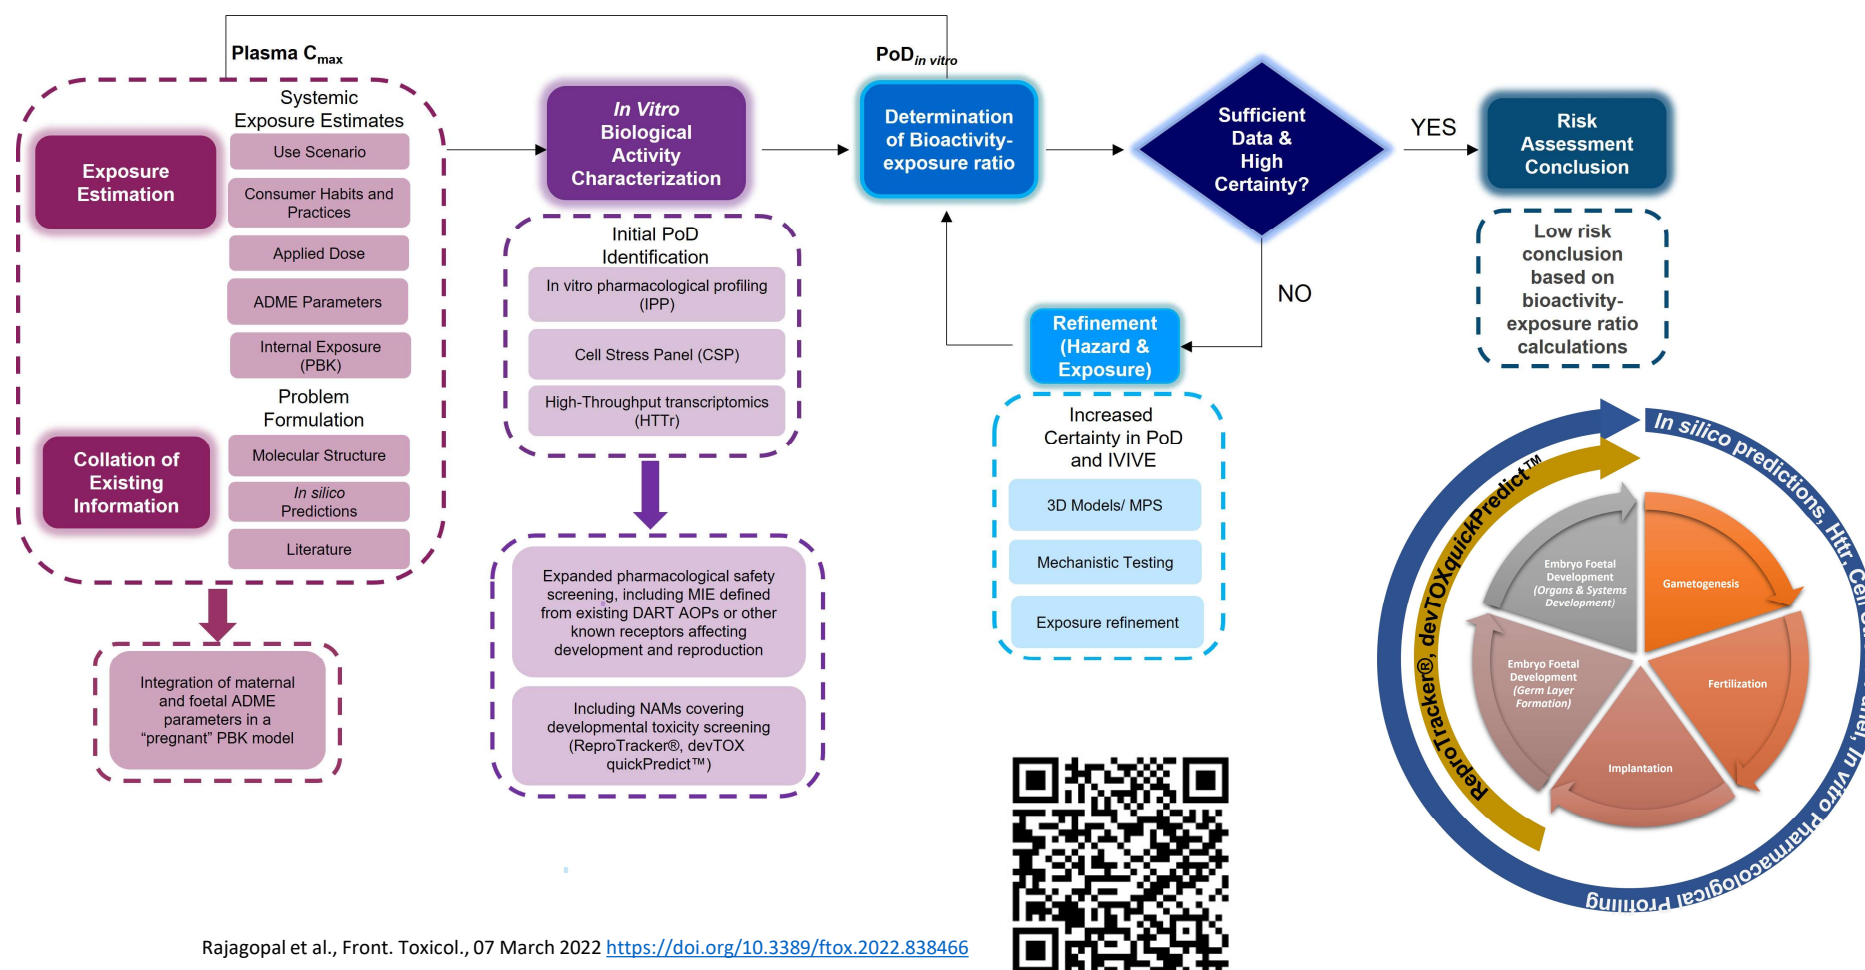 Plasma Cmax
PoDin vitro
Systemic
Exposure Estimates
Exposure
Estimation
Use Scenario
Consumer Habits and
Practices
Applied Dose
ADME Parameters
Internal Exposure
(PBK)
Problem
Formulation
Collation of
Existing
Information
Molecular Structure
In silico
Predictions
Literature
Integration of maternal
and foetal ADME
parameters in a
“pregnant” PBK model
In Vitro
Biological
Activity
Characterization
Initial PoD
Identification
In vitro pharmacological profiling
(IPP)
Cell Stress Panel (CSP)
High-Throughput transcriptomics
(HTTr)
Expanded pharmacological safety
screening, including MIE defined
from existing DART AOPs or other
known receptors affecting
development and reproduction
Including NAMs covering
developmental toxicity screening
(ReproTracker®, devTOX
quickPredict™)
Determination
of Bioactivity-
exposure ratio
Sufficient
Data &
High
Certainty?
YES
NO
Refinement
(Hazard &
Exposure)
Increased
Certainty in PoD
and IVIVE
3D Models/ MPS
Mechanistic Testing
Exposure refinement
Risk
Assessment
Conclusion
Low risk
conclusion
based on
bioactivity-
exposure ratio
calculations
In silico predictions, Httr, Cell Panel, In vitro Pharmacological Profiling
ReproTracker®, devTOXquickPredict™
Embryo Foetal
Development
(Organs & Systems
Development)
Gametogenesis
Embryo Foetal
Development
(Germ Layer
Formation)
Fertilization
Implantation
Rajagopal et al., Front. Toxicol., 07 March 2022 https://doi.org/10.3389/ftox.2022.838466